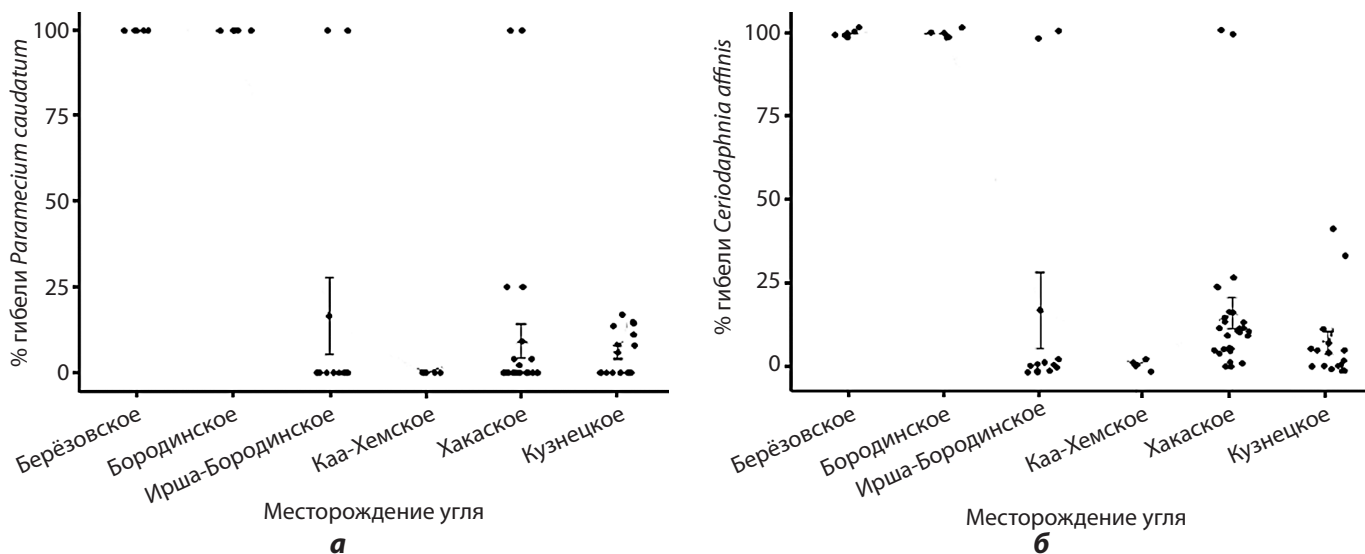 % гибели Paramecium caudatum
100
75
50
25
0
Берёзовское
Бородинское
Ирша-Бородинское
Каа-Хемское
Хакаское
Кузнецкое
Месторождение угля
а
% гибели Ceriodaphnia affinis
100
75
50
25
0
Берёзовское
Бородинское
Ирша-Бородинское
Каа-Хемское
Хакаское
Кузнецкое
Месторождение угля
б